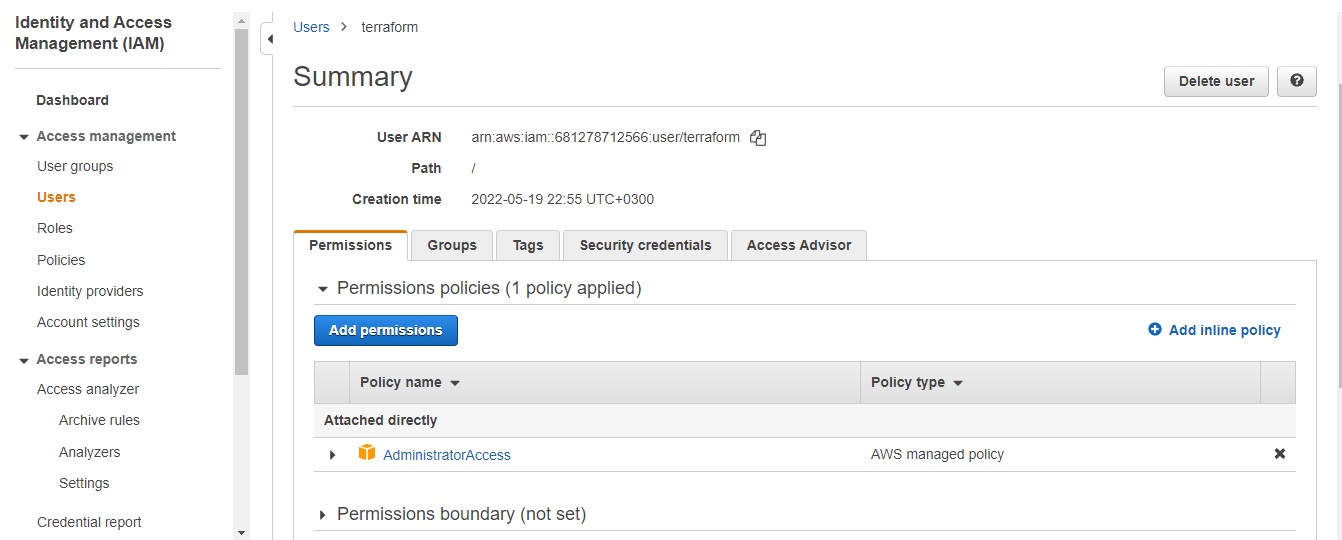 Identity and Access
Management (IAM)
Dashboard
Access management
User groups
Users
Roles
Policies
Identity providers
Account settings
Access reports
Access analyzer
Archive rules
Analyzers
Settings
Credential report
Users > terraform
Summary
Delete user
?
User ARN arn:aws:iam::681278712566:user/terraform
Path /
Creation time 2022-05-19 22:55 UTC+0300
Permissions Groups Tags Security credentials Access Advisor
Permissions policies (1 policy applied)
Add permissions Add inline policy
Policy name Policy type
Attached directly
AdministratorAccess AWS managed policy
Permissions boundary (not set)